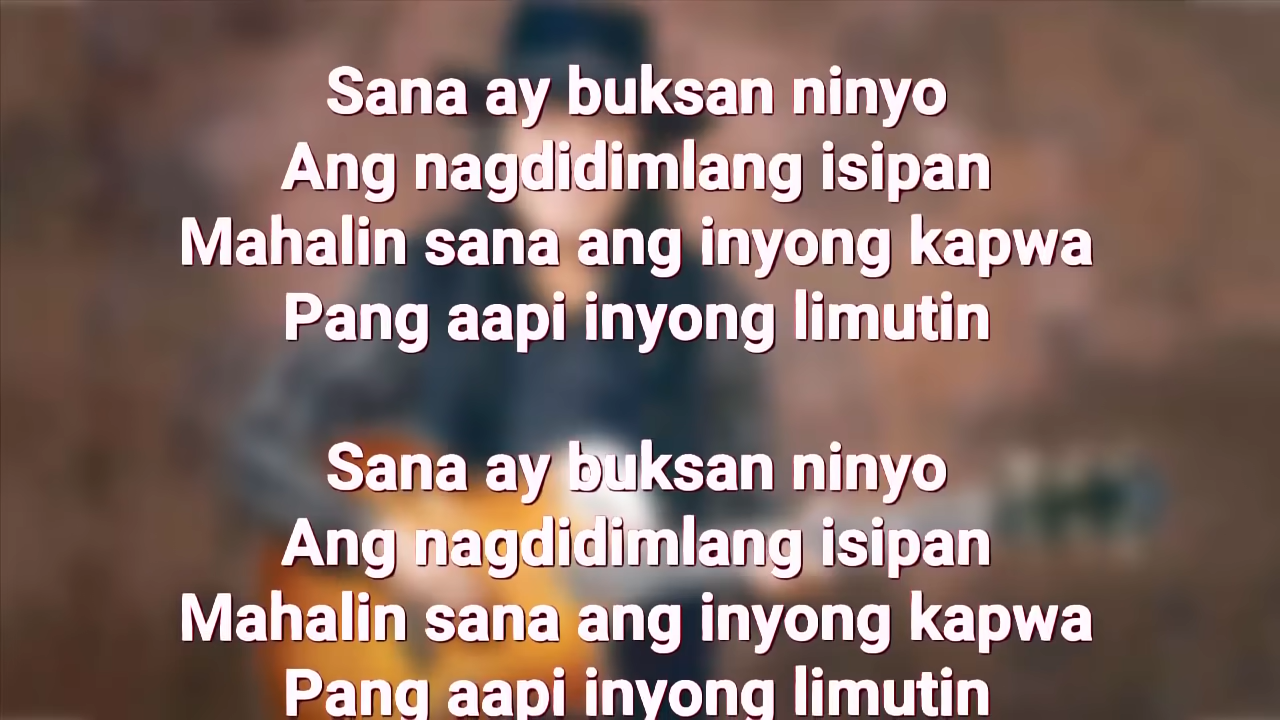 Sana ay buksan ninyo
Ang nagdidimlang isipan
Mahalin sana ang inyong kapwa
Pang aapi inyong limutin
Sana ay buksan ninyo
Ang nagdidimlang isipan
Mahalin sana ang inyong kapwa
Pang aapi inyong limutin